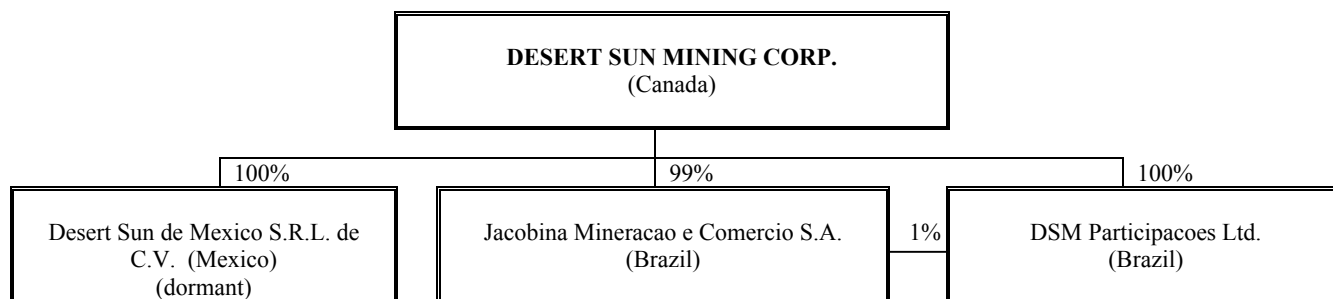 DESERT SUN MINING CORP.
(Canada)
100%
99%
100%
Desert Sun de Mexico S.R.L. de
C.V. (Mexico)
(dormant)
Jacobina Mineracao e Comercio S.A.
(Brazil)
1%
DSM Participacoes Ltd.
(Brazil)